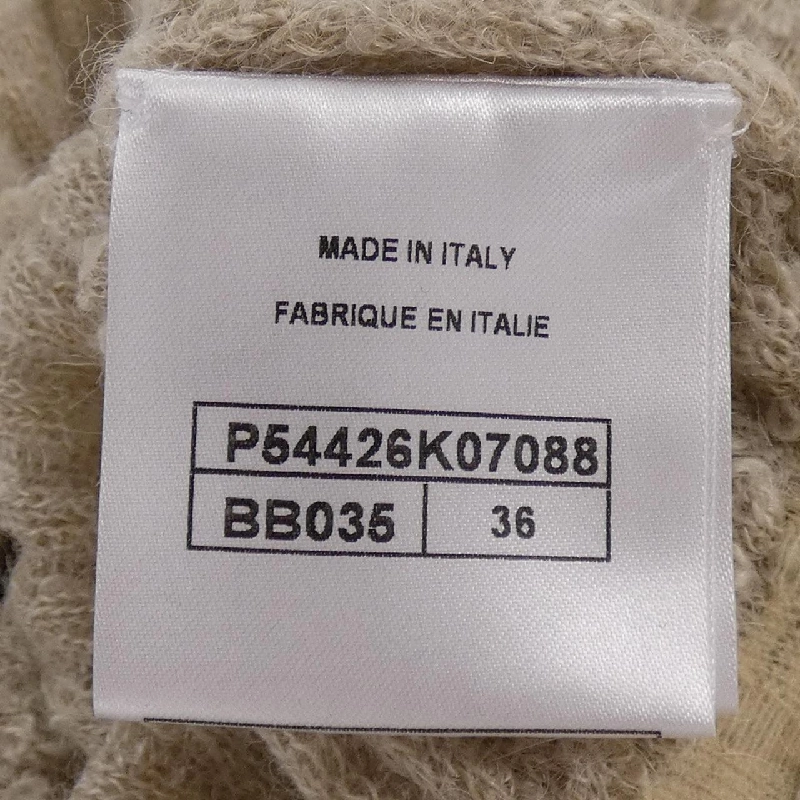 MADE IN ITALY
FABRIQUE EN ITALIE
P54426K07088
BB035 36